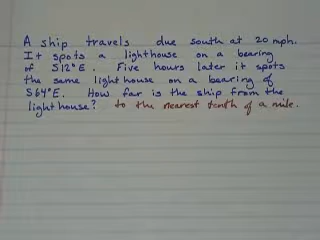 A ship travels due south at 20 mph.
It spots a lighthouse on a bearing
of S12°E. Five hours later it spots
the same lighthouse on a bearing of
S64°E. How far is the ship from the
lighthouse? to the nearest tenth of a mile.